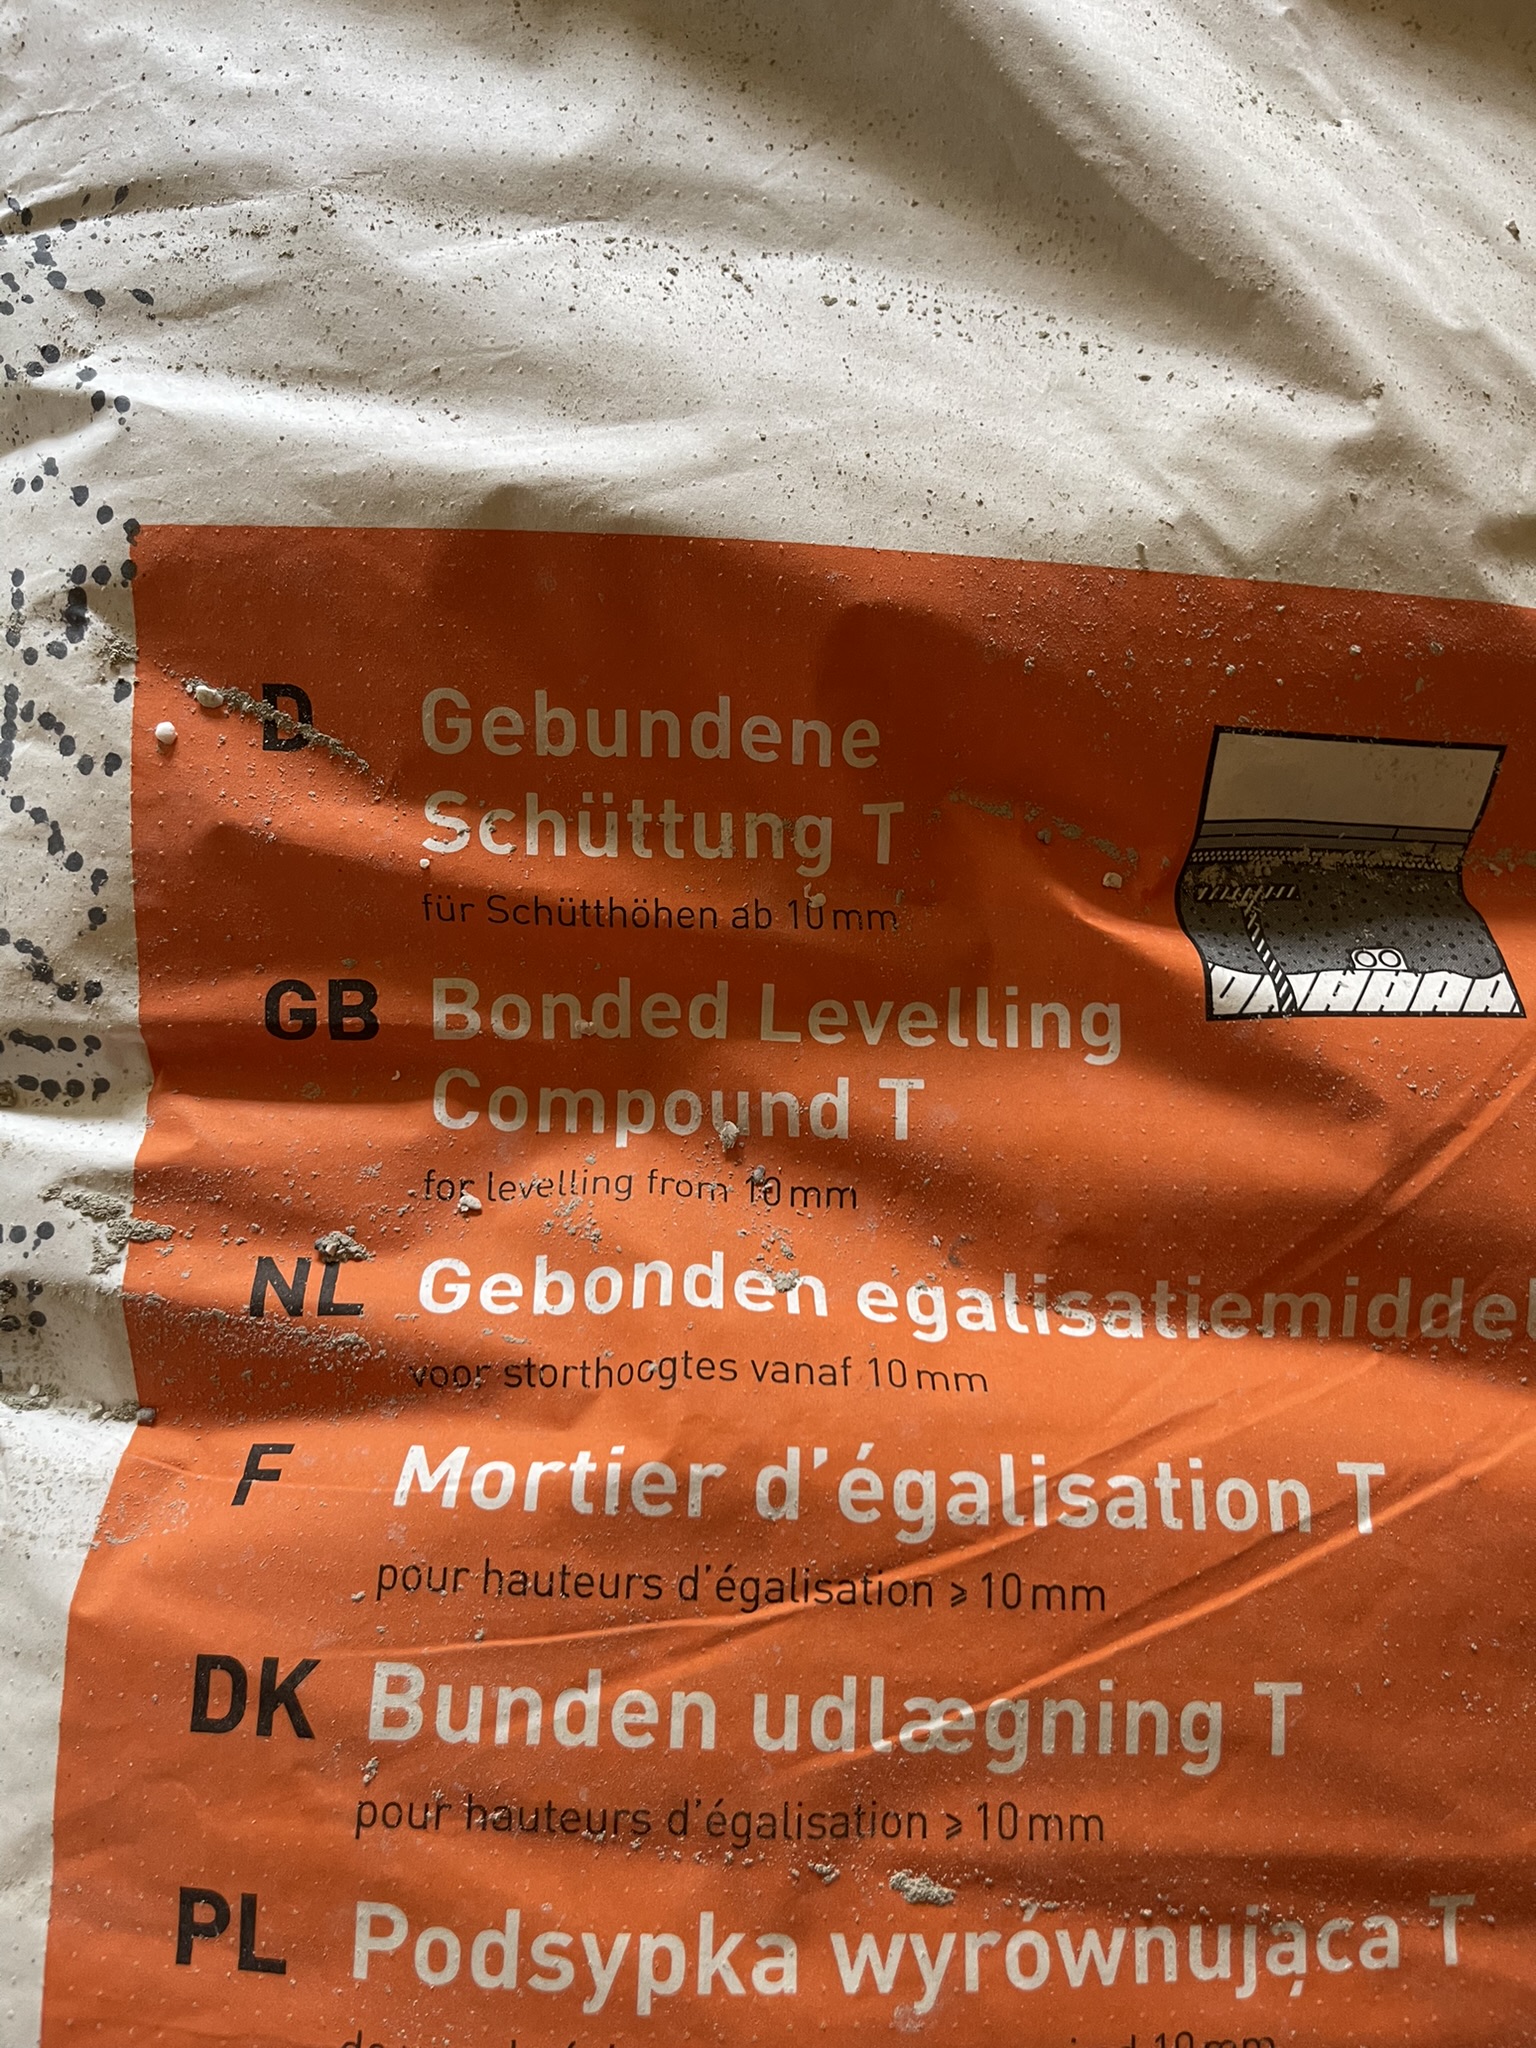 D Gebundene
Schüttung T
für Schütthöhen ab 10 mm
GB Bonded Levelling
Compound T
for levelling from 10 mm
NL Gebonden egalisatiemiddel
voor storthoogtes vanaf 10 mm
F Mortier d'égalisation T
pour hauteurs d'égalisation ⩾ 10 mm
DK Bunden udlægning T
pour hauteurs d'égalisation ⩾ 10 mm
PL Podsypka wyrównująca T
10 mm